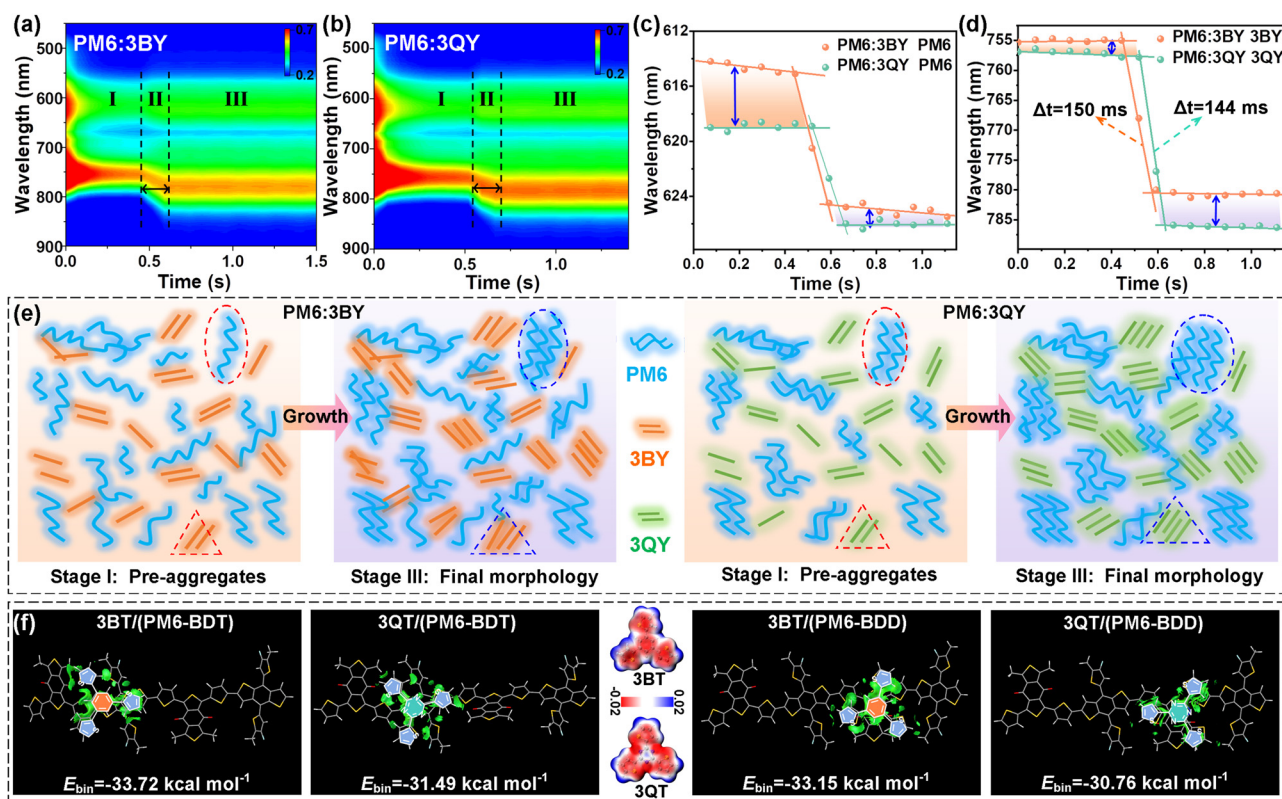 (a)
PM6:3BY
0.7
0.2
I
II
III
450
500
600
700
800
900
Wavelength (nm)
0.0
0.5
1.0
1.5
Time (s)
(b)
PM6:3QY
0.7
0.2
I
II
III
450
500
600
700
800
900
Wavelength (nm)
0.0
0.5
1.0
Time (s)
(c)
PM6:3BY PM6
PM6:3QY PM6
612
616
620
624
Wavelength (nm)
0.0
0.2
0.4
0.6
0.8
1.0
Time (s)
(d)
PM6:3BY 3BY
PM6:3QY 3QY
Δt=150 ms
Δt=144 ms
755
760
765
770
775
780
785
Wavelength (nm)
0.0
0.2
0.4
0.6
0.8
1.0
Time (s)
(e)
PM6:3BY
PM6:3QY
Growth
PM6
3BY
3QY
Growth
Stage I: Pre-aggregates
Stage III: Final morphology
Stage I: Pre-aggregates
Stage III: Final morphology
(f)
3BT/(PM6-BDT)
Ebin=-33.72 kcal mol-1
3QT/(PM6-BDT)
Ebin=-31.49 kcal mol-1
3BT
-0.02
0.02
3QT
3BT/(PM6-BDD)
Ebin=-33.15 kcal mol-1
3QT/(PM6-BDD)
Ebin=-30.76 kcal mol-1